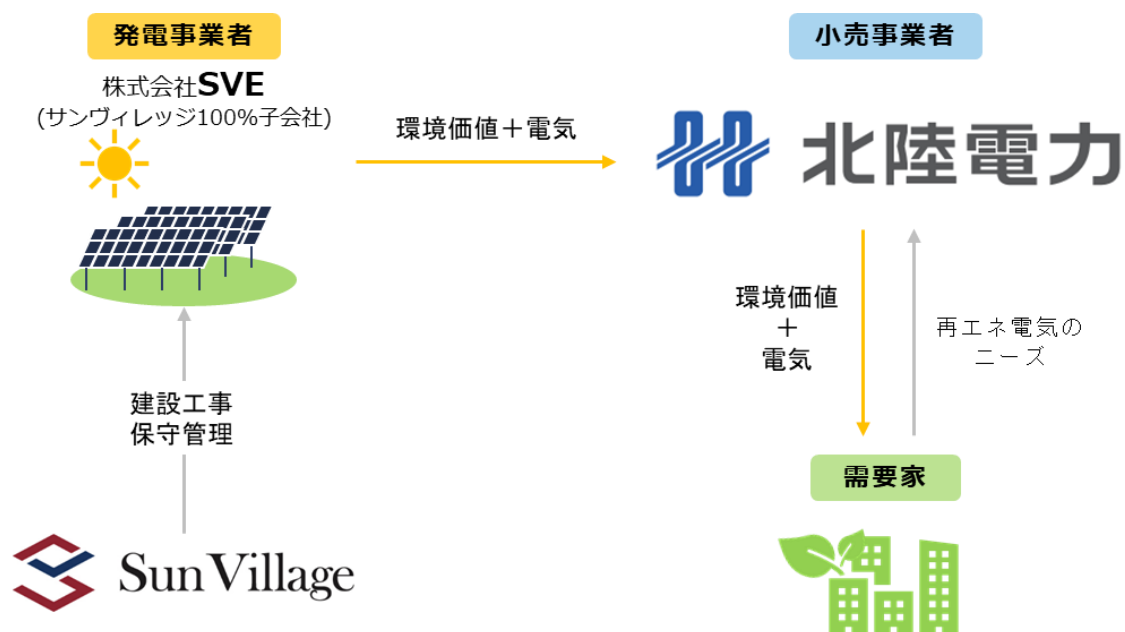 発電事業者
株式会社SVE
(サンヴィレッジ100%子会社)
環境価値＋電気
小売事業者
北陸電力
環境価値
＋
電気
再エネ電気の
ニーズ
建設工事
保守管理
需要家
Sun Village